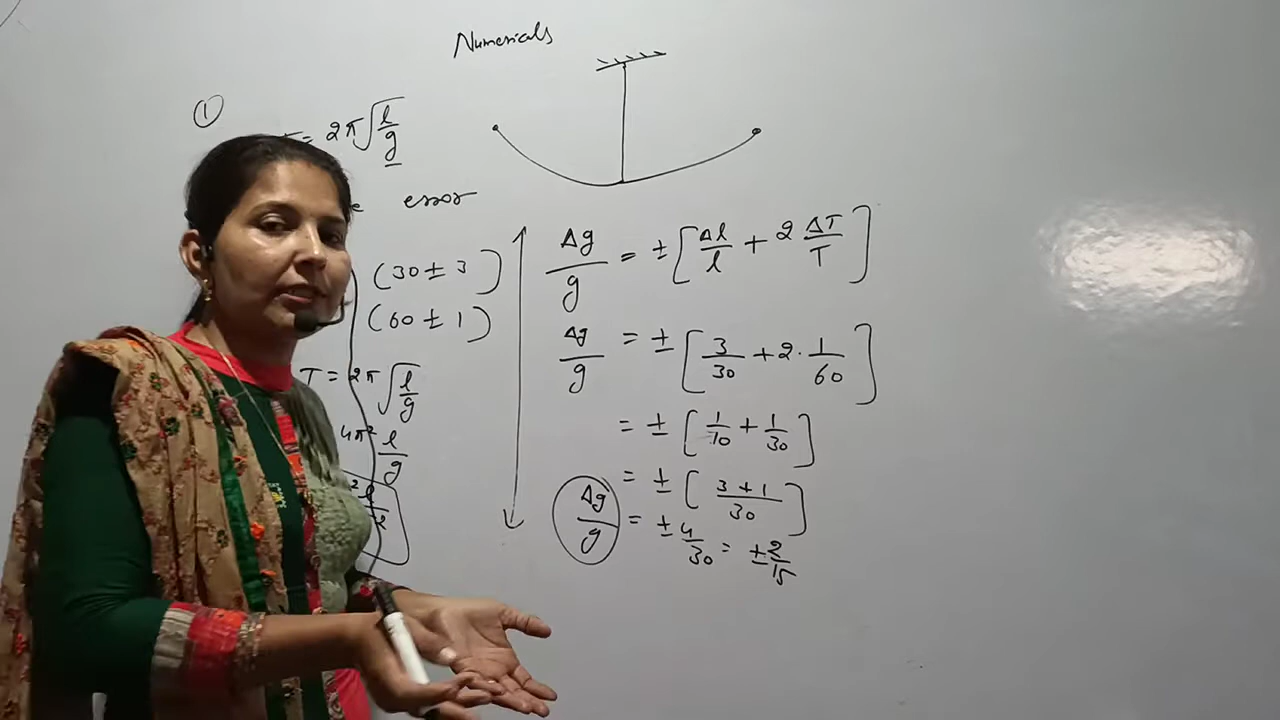 Numericals
①
T = 2π√(l/g)
error
(30 ± 3)
(60 ± 1)
T = 2π√(l/g)
4π² l/g
Δg/g = ± [Δl/l + 2 ΔT/T]
Δg/g = ± [3/30 + 2 · 1/60]
= ± [1/10 + 1/30]
= ± [3+1/30]
Δg/g = ± 4/30 = ± 2/15